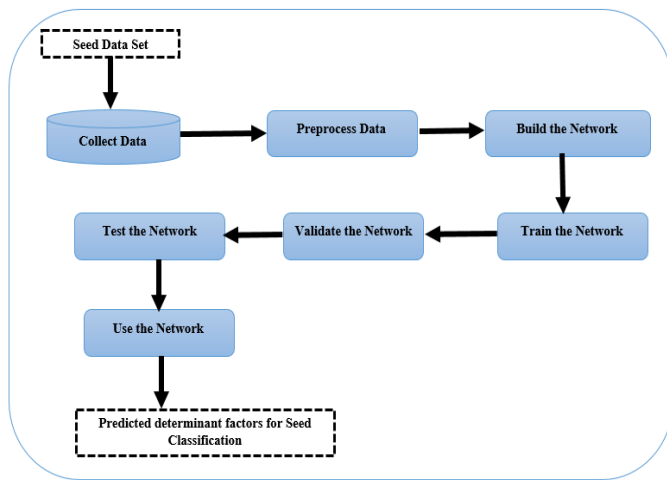 Seed Data Set
Collect Data
Preprocess Data
Build the Network
Train the Network
Validate the Network
Test the Network
Use the Network
Predicted determinant factors for Seed
Classification